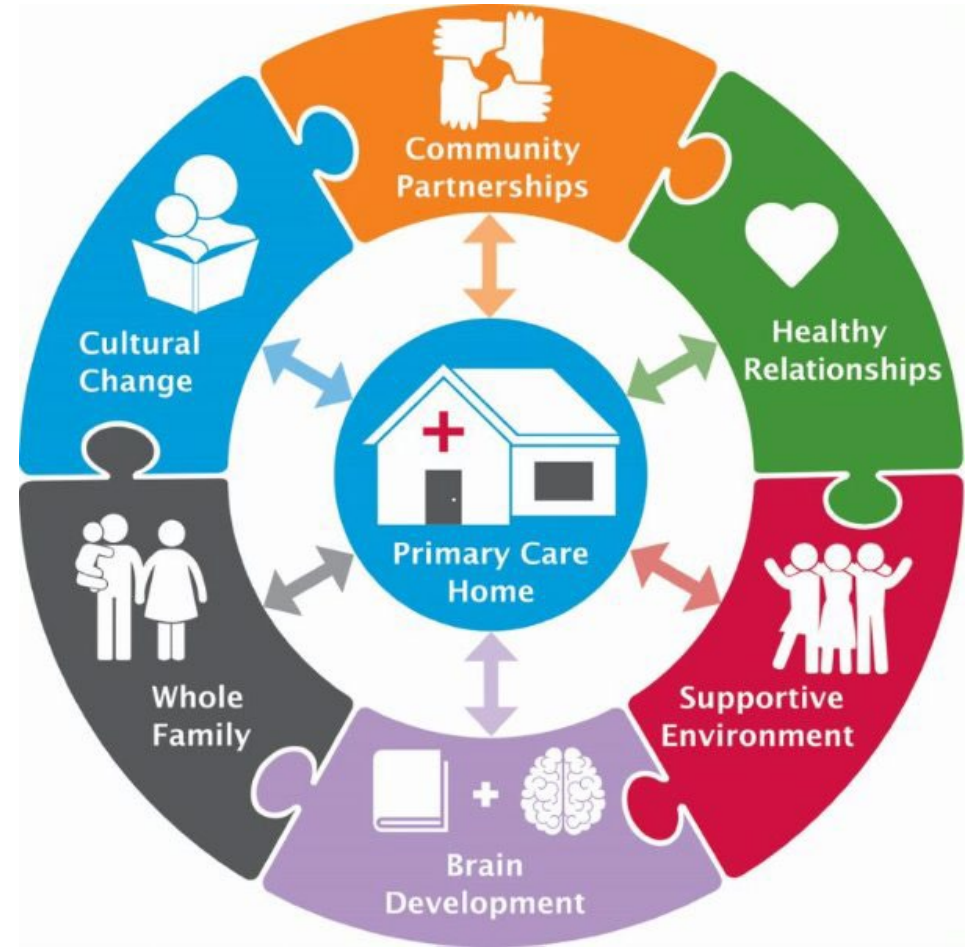 Community
Partnerships
Healthy
Relationships
Supportive
Environment
Brain
Development
Whole
Family
Cultural
Change
Primary Care
Home